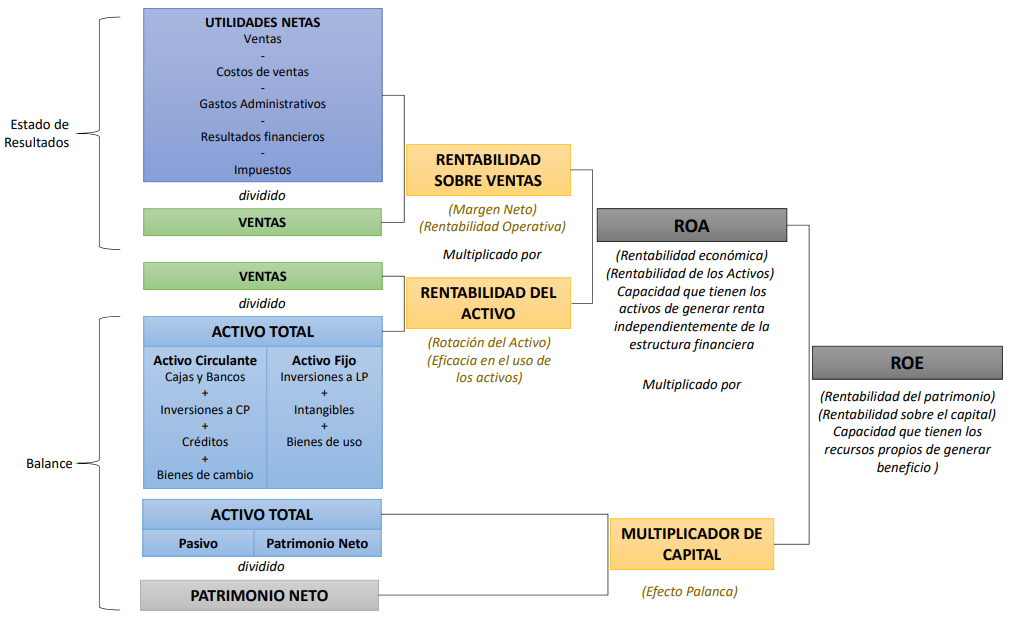 Estado de
Resultados
UTILIDADES NETAS
Ventas
-
Costos de ventas
-
Gastos Administrativos
-
Resultados financieros
-
Impuestos
dividido
VENTAS
VENTAS
dividido
Balance
ACTIVO TOTAL
Activo Circulante
Cajas y Bancos
+
Inversiones a CP
+
Créditos
+
Bienes de cambio
Activo Fijo
Inversiones a LP
+
Intangibles
+
Bienes de uso
ACTIVO TOTAL
Pasivo
Patrimonio Neto
dividido
PATRIMONIO NETO
RENTABILIDAD
SOBRE VENTAS
(Margen Neto)
(Rentabilidad Operativa)
Multiplicado por
RENTABILIDAD DEL
ACTIVO
(Rotación del Activo)
(Eficacia en el uso de
los activos)
ROA
(Rentabilidad económica)
(Rentabilidad de los Activos)
Capacidad que tienen los
activos de generar renta
independientemente de la
estructura financiera
Multiplicado por
MULTIPLICADOR DE
CAPITAL
(Efecto Palanca)
ROE
(Rentabilidad del patrimonio)
(Rentabilidad sobre el capital)
Capacidad que tienen los
recursos propios de generar
beneficio )